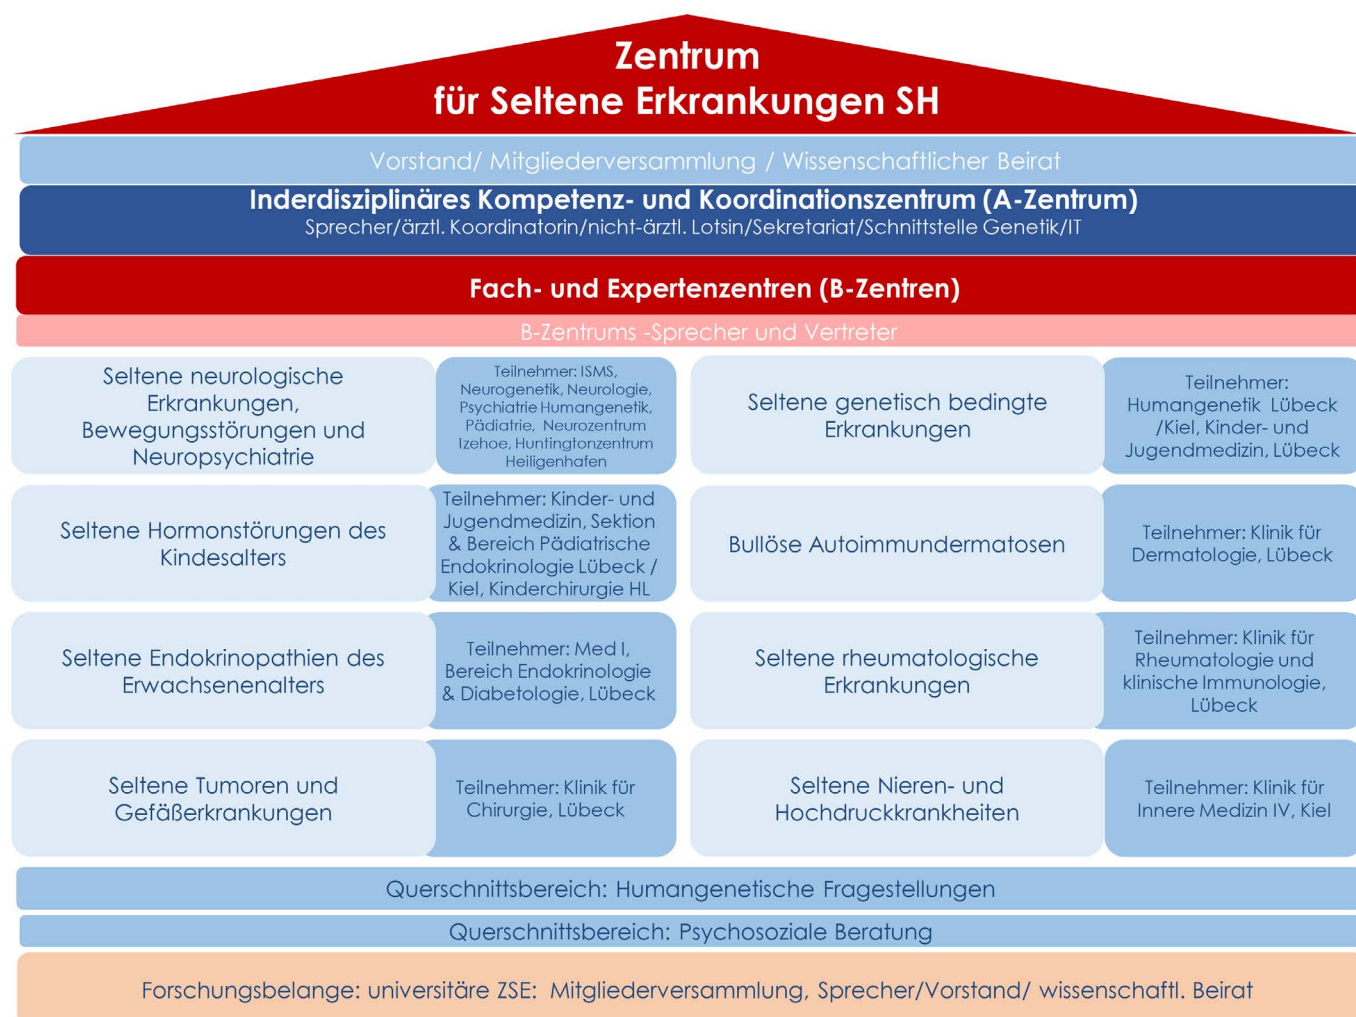 Zentrum
für Seltene Erkrankungen SH
Vorstand/ Mitgliederversammlung / Wissenschaftlicher Beirat
Inderdisziplinäres Kompetenz- und Koordinationszentrum (A-Zentrum)
Sprecher/ärztl. Koordinatorin/nicht-ärztl. Lotsin/Sekretariat/Schnittstelle Genetik/IT
Fach- und Expertenzentren (B-Zentren)
B-Zentrums -Sprecher und Vertreter
Seltene neurologische
Erkrankungen,
Bewegungsstörungen und
Neuropsychiatrie
Teilnehmer: ISMS,
Neurogenetik, Neurologie,
Psychiatrie Humangenetik,
Pädiatrie, Neurozentrum
Izehoe, Huntingtonzentrum
Heiligenhafen
Seltene genetisch bedingte
Erkrankungen
Teilnehmer:
Humangenetik Lübeck
/Kiel, Kinder- und
Jugendmedizin, Lübeck
Seltene Hormonstörungen des
Kindesalters
Teilnehmer: Kinder- und
Jugendmedizin, Sektion
& Bereich Pädiatrische
Endokrinologie Lübeck /
Kiel, Kinderchirurgie HL
Bullöse Autoimmundermatosen
Teilnehmer: Klinik für
Dermatologie, Lübeck
Seltene Endokrinopathien des
Erwachsenenalters
Teilnehmer: Med I,
Bereich Endokrinologie
& Diabetologie, Lübeck
Seltene rheumatologische
Erkrankungen
Teilnehmer: Klinik für
Rheumatologie und
klinische Immunologie,
Lübeck
Seltene Tumoren und
Gefäßerkrankungen
Teilnehmer: Klinik für
Chirurgie, Lübeck
Seltene Nieren- und
Hochdruckkrankheiten
Teilnehmer: Klinik für
Innere Medizin IV, Kiel
Querschnittsbereich: Humangenetische Fragestellungen
Querschnittsbereich: Psychosoziale Beratung
Forschungsbelange: universitäre ZSE: Mitgliederversammlung, Sprecher/Vorstand/ wissenschaftl. Beirat